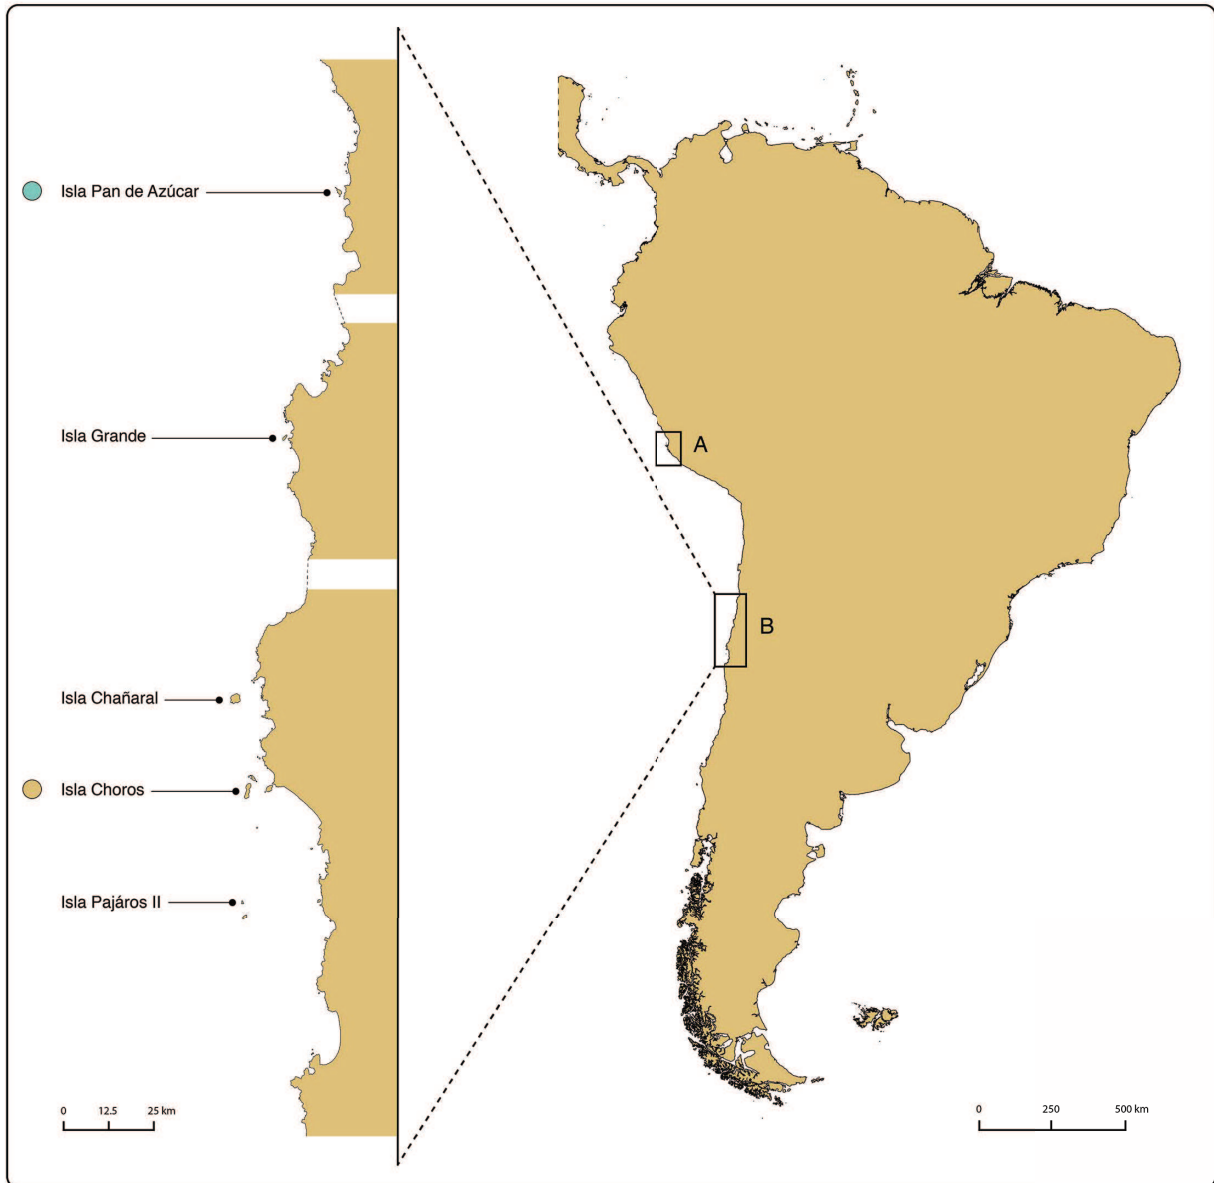 Isla Pan de Azúcar
Isla Grande
A
B
Isla Chañaral
Isla Choros
Isla Pajáros II
0 12.5 25 km
0 250 500 km